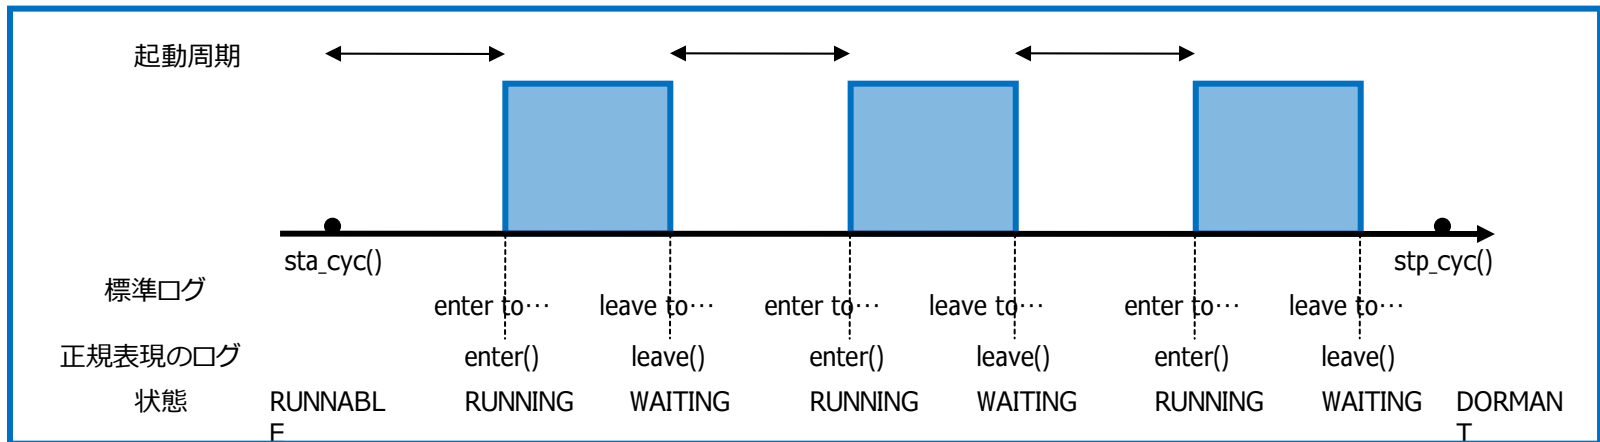 起動周期
sta_cyc() stp_cyc()
標準ログ
enter to… leave to… enter to… leave to… enter to… leave to…
正規表現のログ enter() leave() enter() leave() enter() leave()
状態 RUNNABL RUNNING WAITING RUNNING WAITING RUNNING WAITING DORMAN
E T